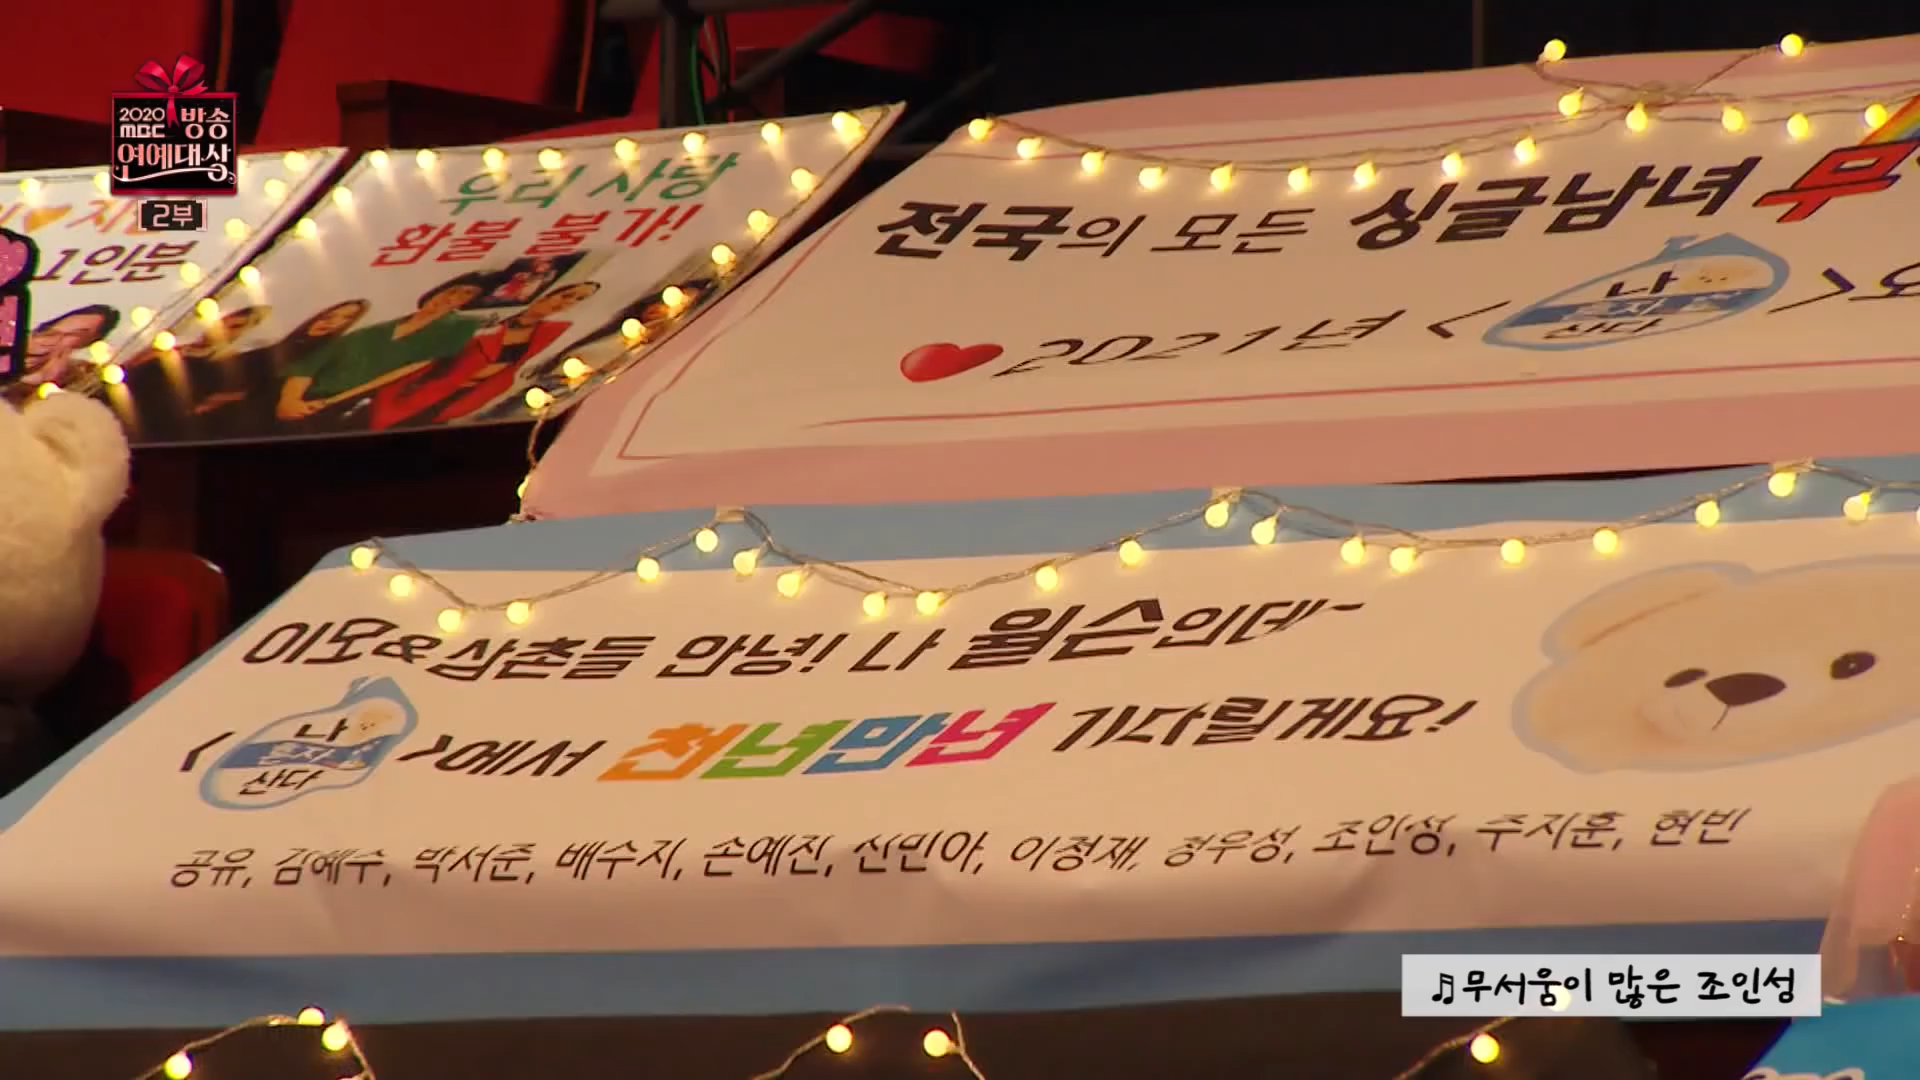 2020
MBC 방송
연예대상
2부
1인분
우리 사랑
환불 불가!
전국의 모든 싱글남녀 무
❤2021년 <나
혼자
산다>
이모&삼촌들 안녕! 나 윌슨인데~
<나
혼자
산다>에서 천년만년 기다릴게요!
공유, 김혜수, 박서준, 배수지, 손예진, 신민아, 이정재, 정우성, 조인성, 주지훈, 현빈
♬무서움이 많은 조인성